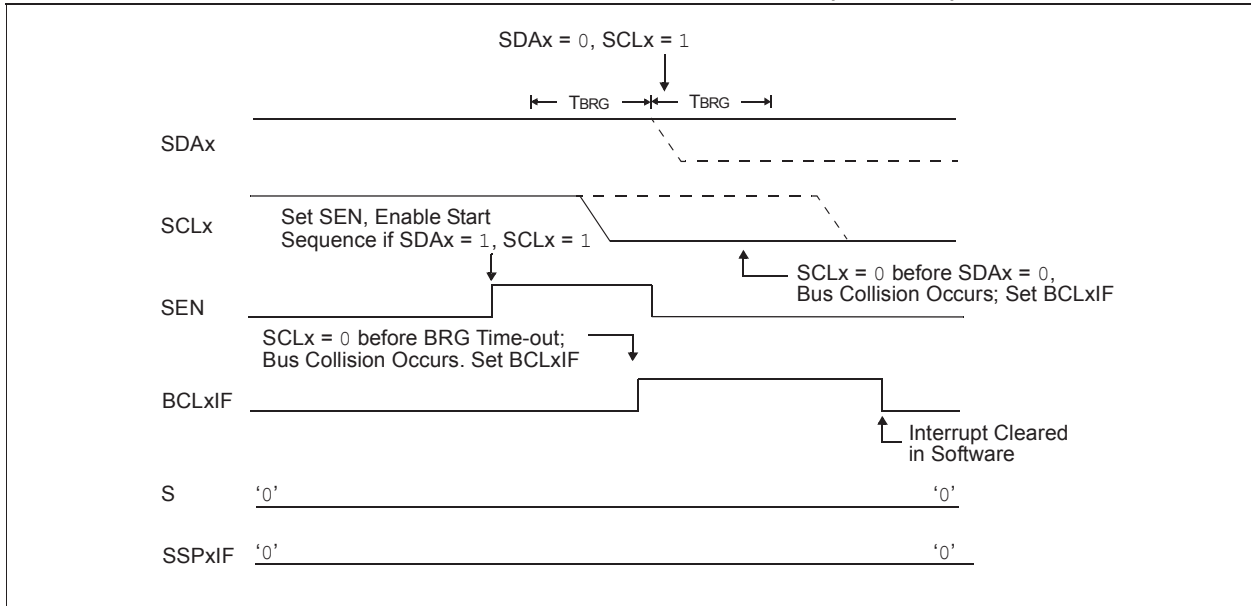 SDAx = 0, SCLx = 1
TBRG TBRG
SDAx
SCLx
Set SEN, Enable Start
Sequence if SDAx = 1, SCLx = 1
SCLx = 0 before SDAx = 0,
Bus Collision Occurs; Set BCLxIF
SEN
SCLx = 0 before BRG Time-out;
Bus Collision Occurs. Set BCLxIF
BCLxIF
Interrupt Cleared
in Software
S ‘0’ ‘0’
SSPxIF ‘0’ ‘0’